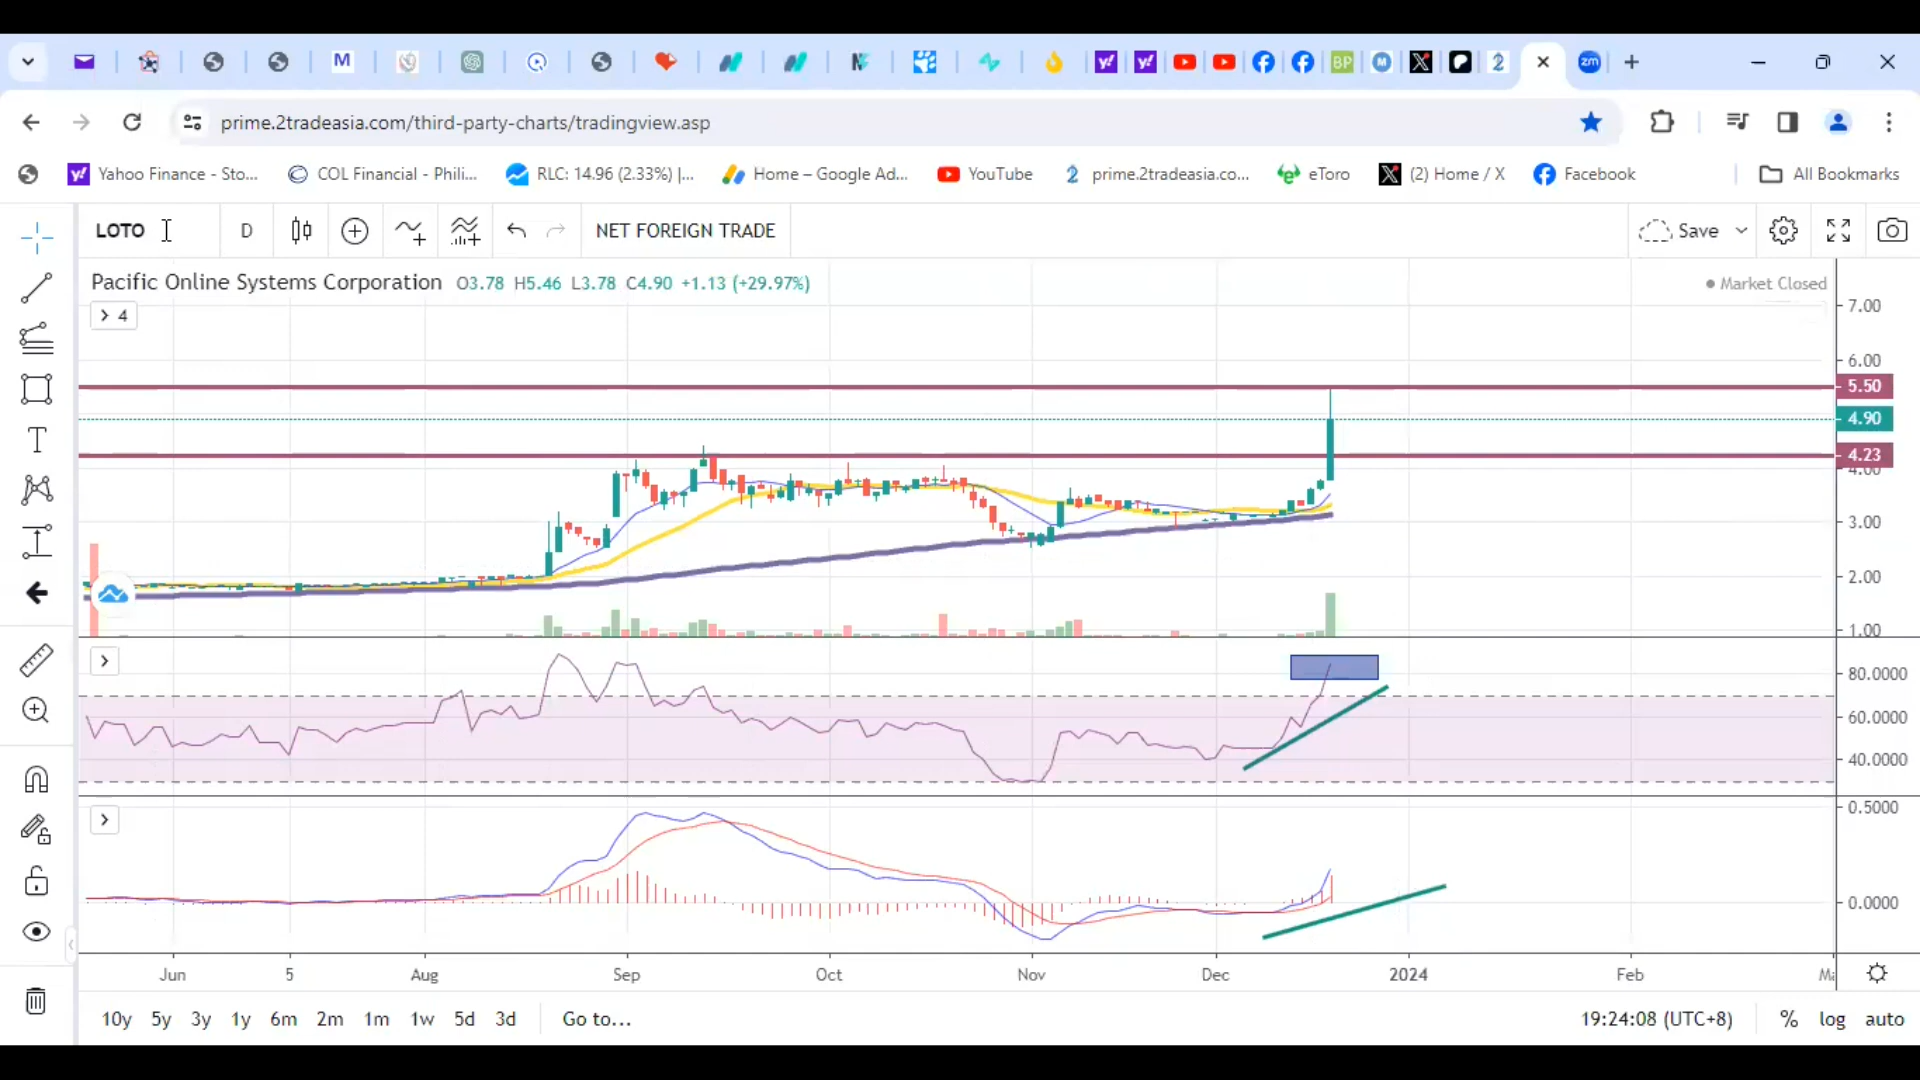 prime.2tradeasia.com/third-party-charts/tradingview.asp
Yahoo Finance - Sto... COL Financial - Phili... RLC: 14.96 (2.33%) |... Home – Google Ad... YouTube prime.2tradeasia.co... eToro (2) Home / X Facebook All Bookmarks
LOTO D NET FOREIGN TRADE Save
Pacific Online Systems Corporation O3.78 H5.46 L3.78 C4.90 +1.13 (+29.97%) Market Closed
4
7.00
6.00
5.50
4.90
4.23
4.00
3.00
2.00
1.00
80.0000
60.0000
40.0000
0.5000
0.0000
Jun 5 Aug Sep Oct Nov Dec 2024 Feb
10y 5y 3y 1y 6m 2m 1m 1w 5d 3d Go to... 19:24:08 (UTC+8) % log auto